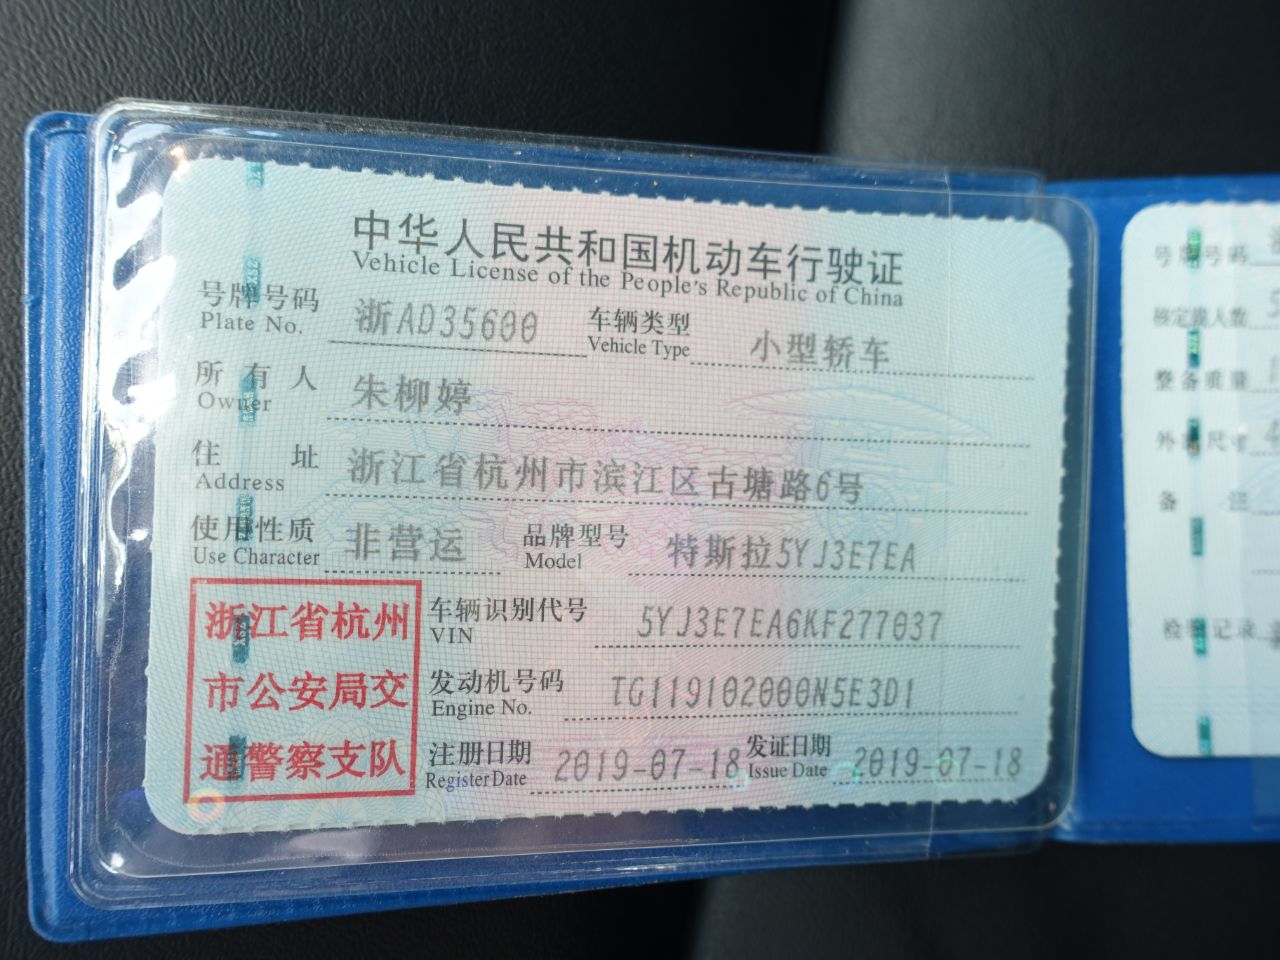 中华人民共和国机动车行驶证
Vehicle License of the People's Republic of China
号牌号码 浙AD35600 车辆类型 小型轿车
Plate No. Vehicle Type
所有人 朱柳婷
Owner
住址 浙江省杭州市滨江区古塘路6号
Address
使用性质 非营运 品牌型号 特斯拉5YJ3E7EA
Use Character Model
浙江省杭州
市公安局交
通警察支队
车辆识别代号 5YJ3E7EA6KF277037
VIN
发动机号码 TG119102000N5E3D1
Engine No.
注册日期 2019-07-18 发证日期 2019-07-18
Register Date Issue Date
号牌号码
核定载人数 5
整备质量
外廓尺寸 4
备注
检验记录